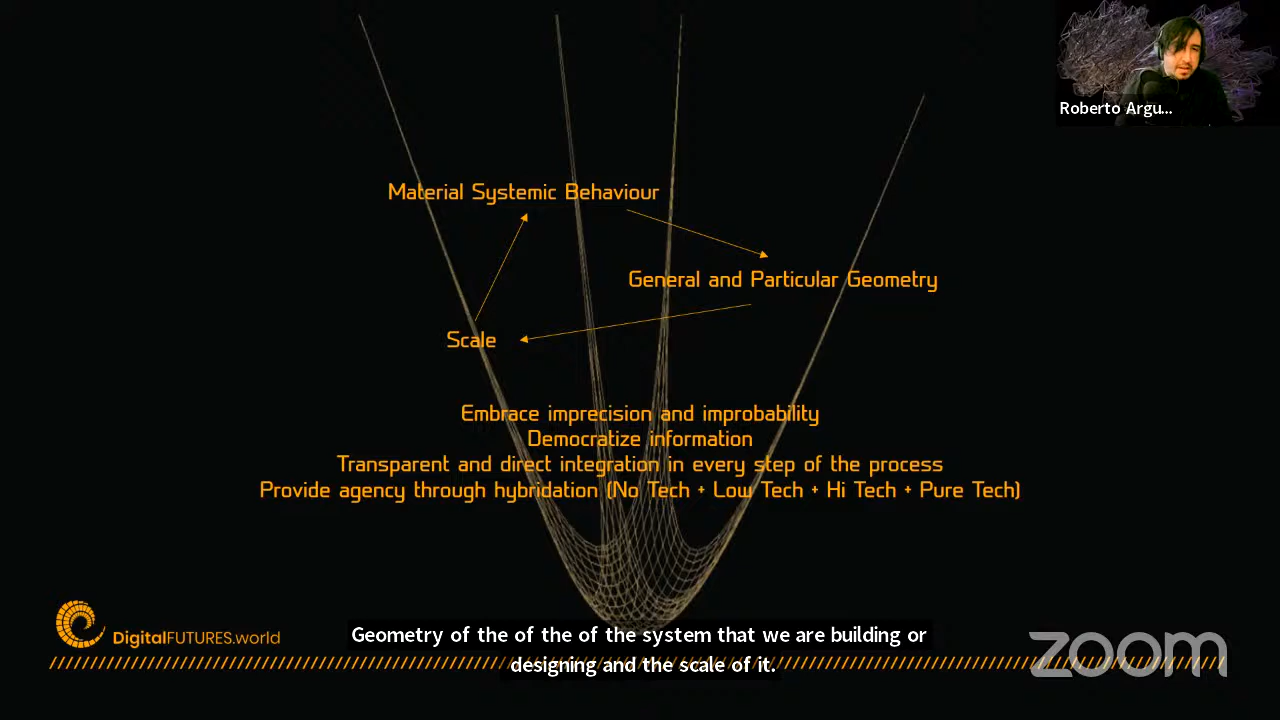 Roberto Argu...
Material Systemic Behaviour
General and Particular Geometry
Scale
Embrace imprecision and improbability
Democratize information
Transparent and direct integration in every step of the process
Provide agency through hybridation (No Tech + Low Tech + Hi Tech + Pure Tech)
DigitalFUTURES.world
Geometry of the of the of the system that we are building or
designing and the scale of it.
zoom